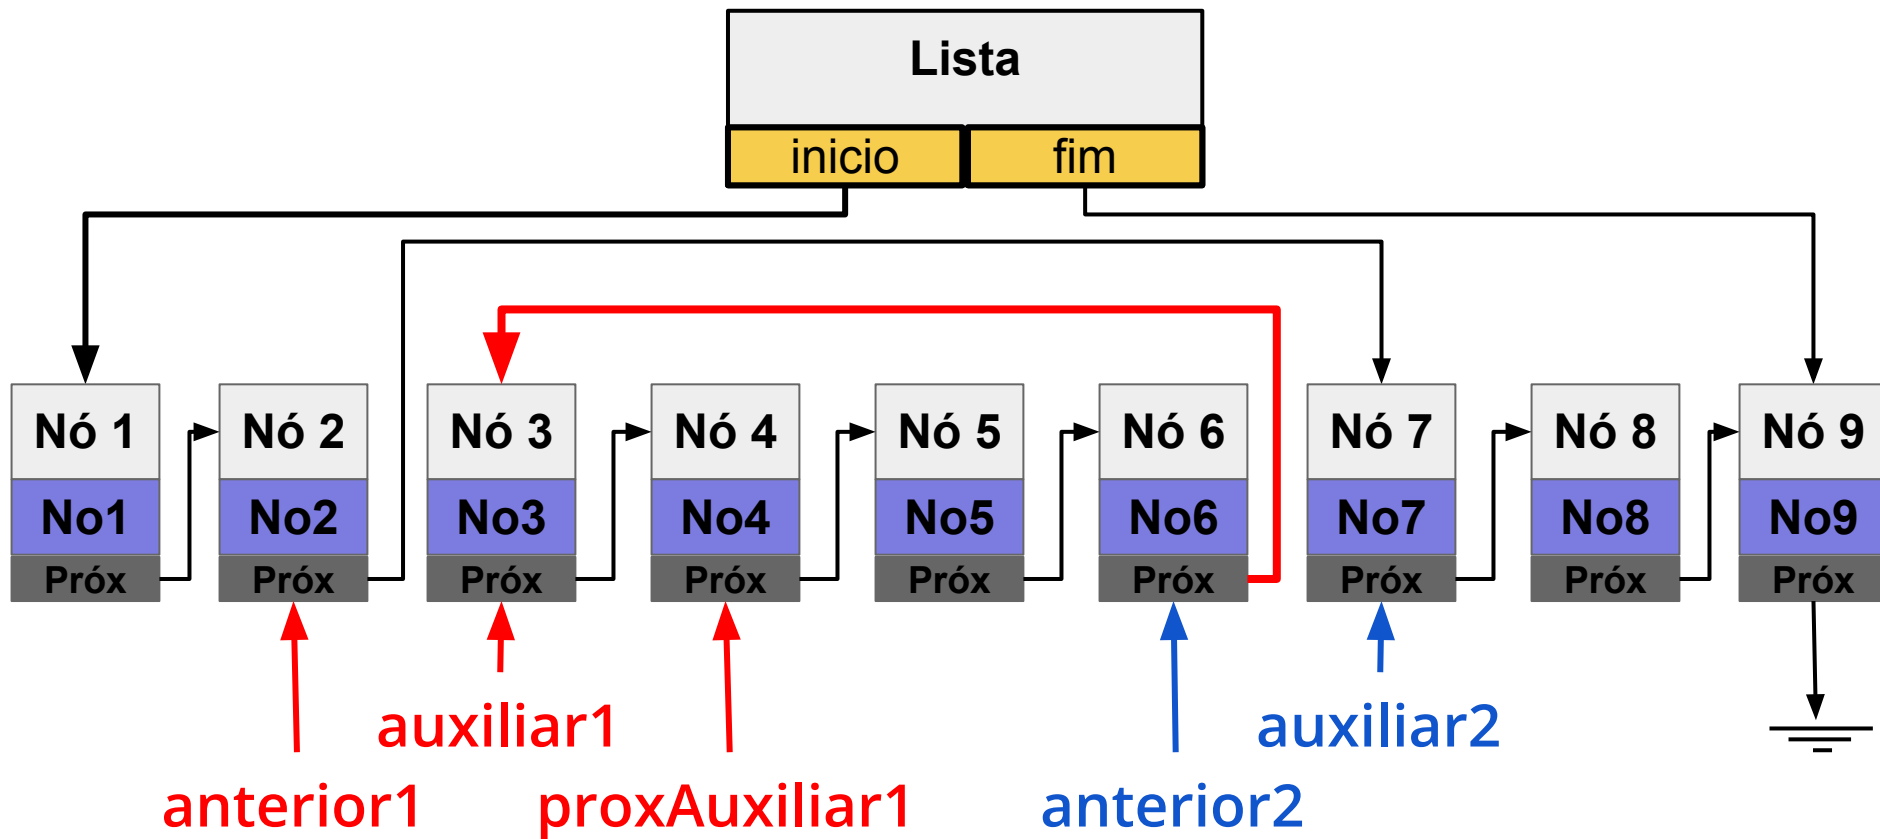 Lista
inicio fim
Nó 1 Nó 2 Nó 3 Nó 4 Nó 5 Nó 6 Nó 7 Nó 8 Nó 9
No1 No2 No3 No4 No5 No6 No7 No8 No9
Próx Próx Próx Próx Próx Próx Próx Próx Próx
auxiliar1 auxiliar2
anterior1 proxAuxiliar1 anterior2